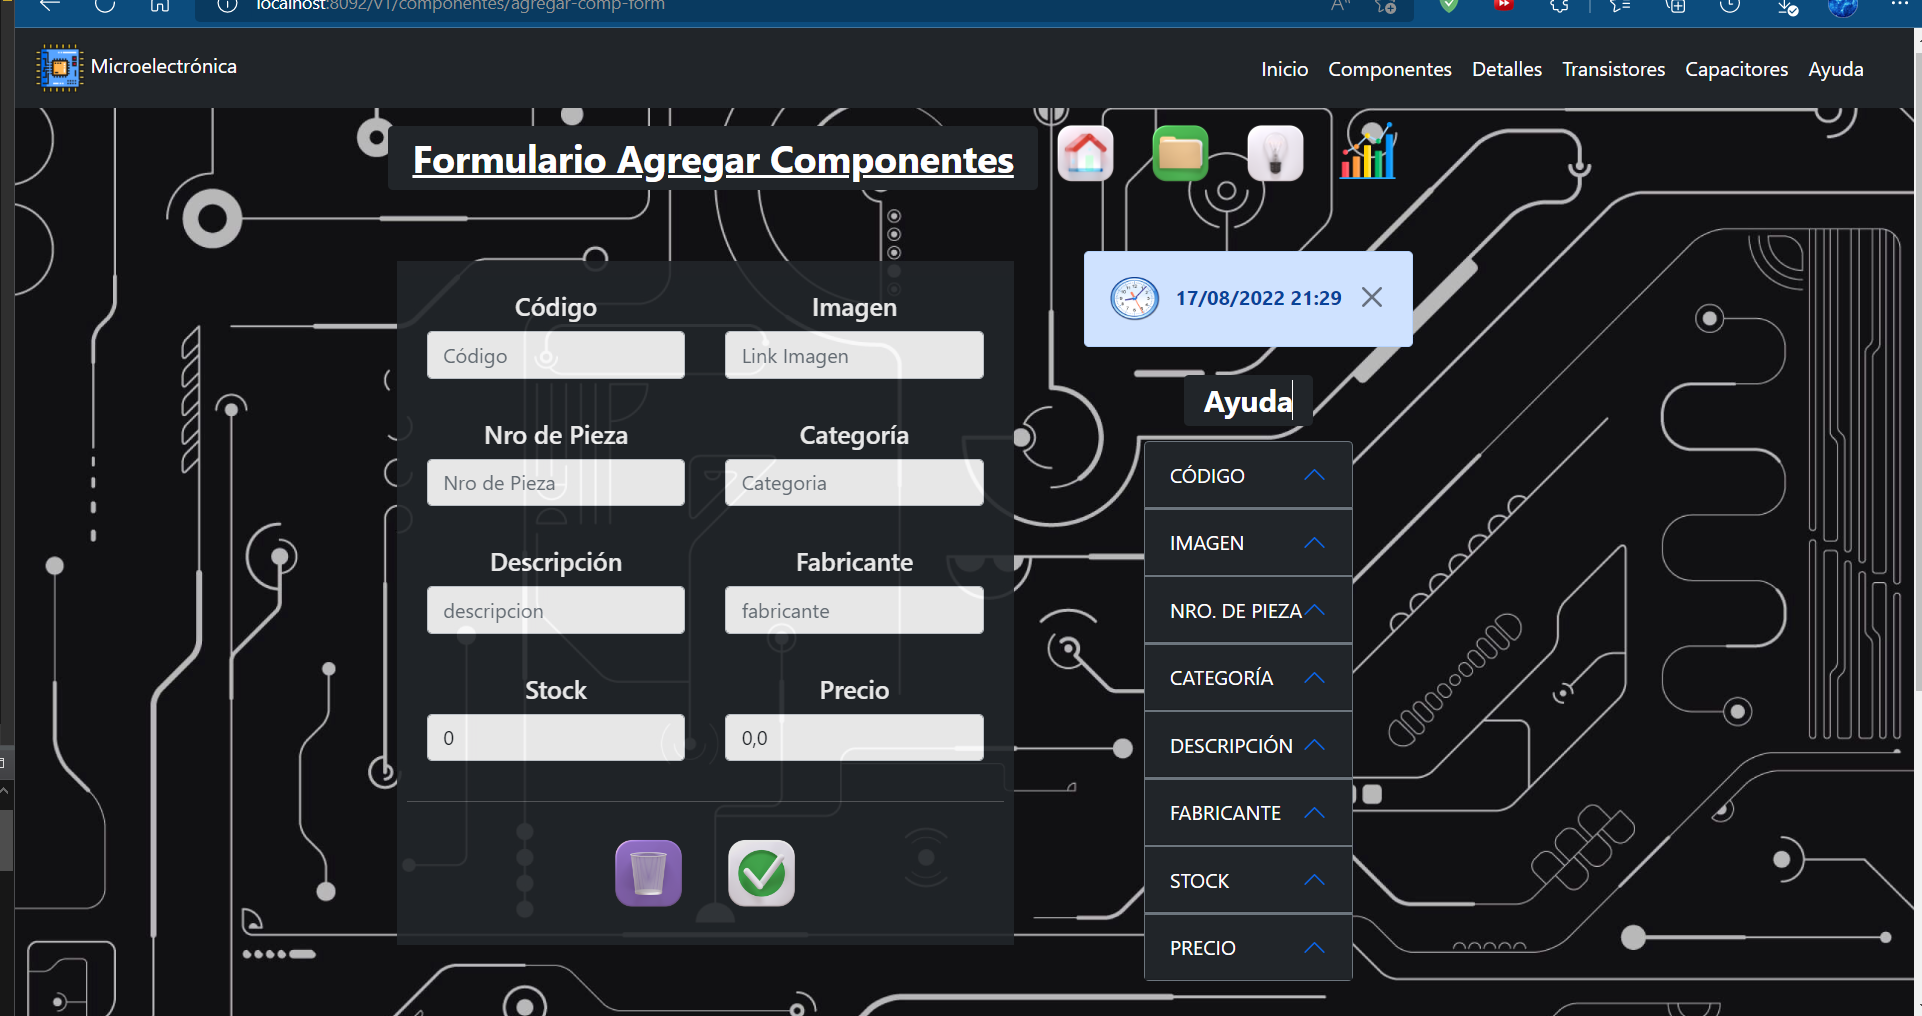 localhost:8092/v1/componentes/agregar-comp-form
Microelectrónica
Inicio Componentes Detalles Transistores Capacitores Ayuda
Formulario Agregar Componentes
17/08/2022 21:29
Código Imagen
Código Link Imagen
Nro de Pieza Categoría
Nro de Pieza Categoria
Descripción Fabricante
descripcion fabricante
Stock Precio
0 0,0
Ayuda
CÓDIGO
IMAGEN
NRO. DE PIEZA
CATEGORÍA
DESCRIPCIÓN
FABRICANTE
STOCK
PRECIO